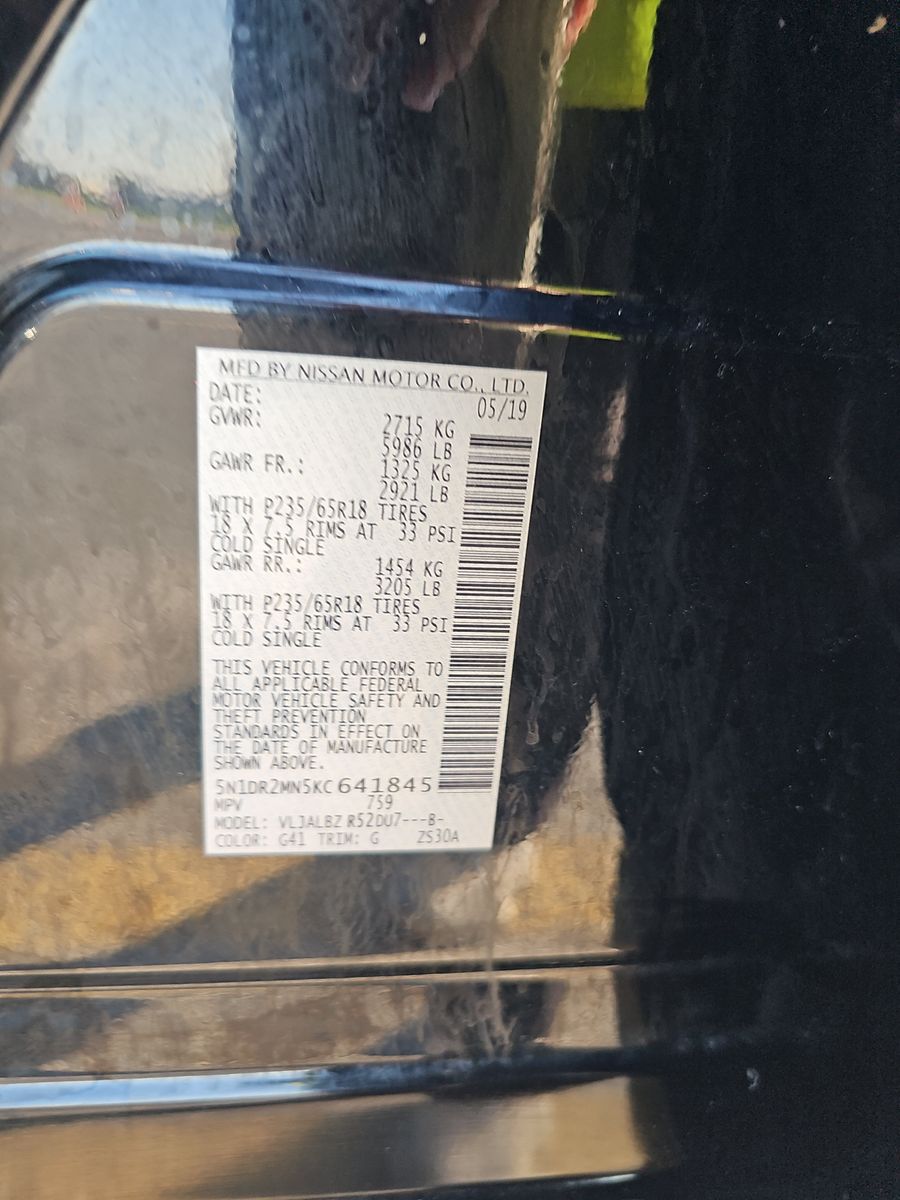 MFD BY NISSAN MOTOR CO., LTD.
DATE: 05/19
GVWR: 2715 KG
5986 LB
GAWR FR.: 1325 KG
2921 LB
WITH P235/65R18 TIRES
18 X 7.5 RIMS AT 33 PSI
COLD SINGLE
GAWR RR.: 1454 KG
3205 LB
WITH P235/65R18 TIRES
18 X 7.5 RIMS AT 33 PSI
COLD SINGLE
THIS VEHICLE CONFORMS TO
ALL APPLICABLE FEDERAL
MOTOR VEHICLE SAFETY AND
THEFT PREVENTION
STANDARDS IN EFFECT ON
THE DATE OF MANUFACTURE
SHOWN ABOVE.
5N1DR2MN5KC641845
MPV 759
MODEL: VLJALBZ R52DU7---B-
COLOR: G41 TRIM: G ZS30A